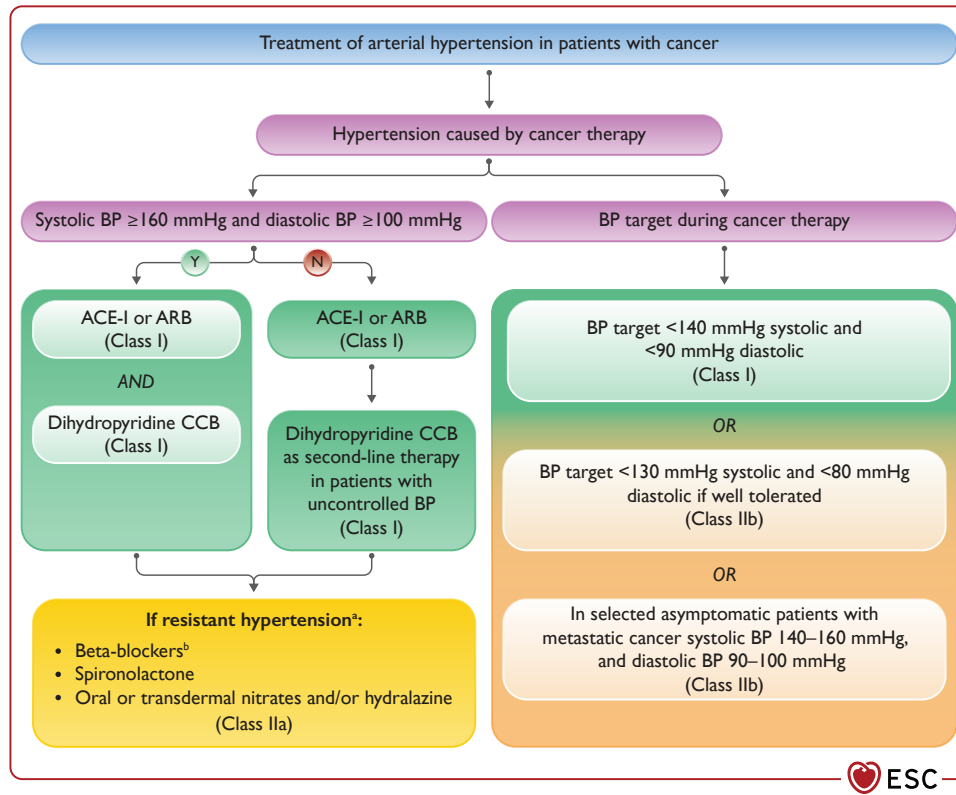 Treatment of arterial hypertension in patients with cancer
Hypertension caused by cancer therapy
Systolic BP ≥160 mmHg and diastolic BP ≥100 mmHg
Y
N
ACE-I or ARB
(Class I)
AND
Dihydropyridine CCB
(Class I)
ACE-I or ARB
(Class I)
Dihydropyridine CCB
as second-line therapy
in patients with
uncontrolled BP
(Class I)
If resistant hypertensionᵃ:
• Beta-blockersᵇ
• Spironolactone
• Oral or transdermal nitrates and/or hydralazine
(Class IIa)
BP target during cancer therapy
BP target <140 mmHg systolic and
<90 mmHg diastolic
(Class I)
OR
BP target <130 mmHg systolic and <80 mmHg
diastolic if well tolerated
(Class IIb)
OR
In selected asymptomatic patients with
metastatic cancer systolic BP 140–160 mmHg,
and diastolic BP 90–100 mmHg
(Class IIb)
ESC